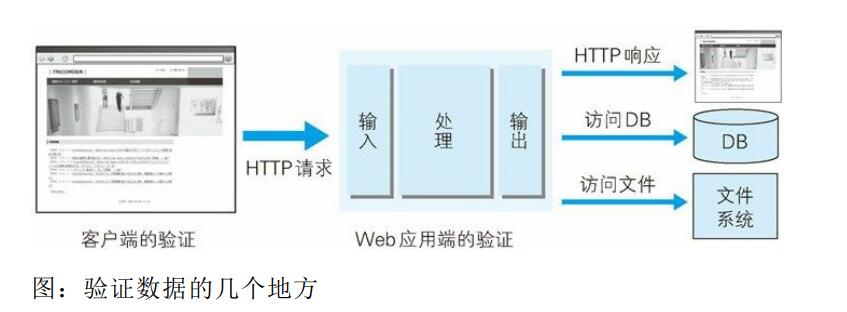 TRICORDER
HTTP请求
输入
处理
输出
HTTP响应
访问DB
DB
访问文件
文件
系统
客户端的验证
Web应用端的验证
图：验证数据的几个地方